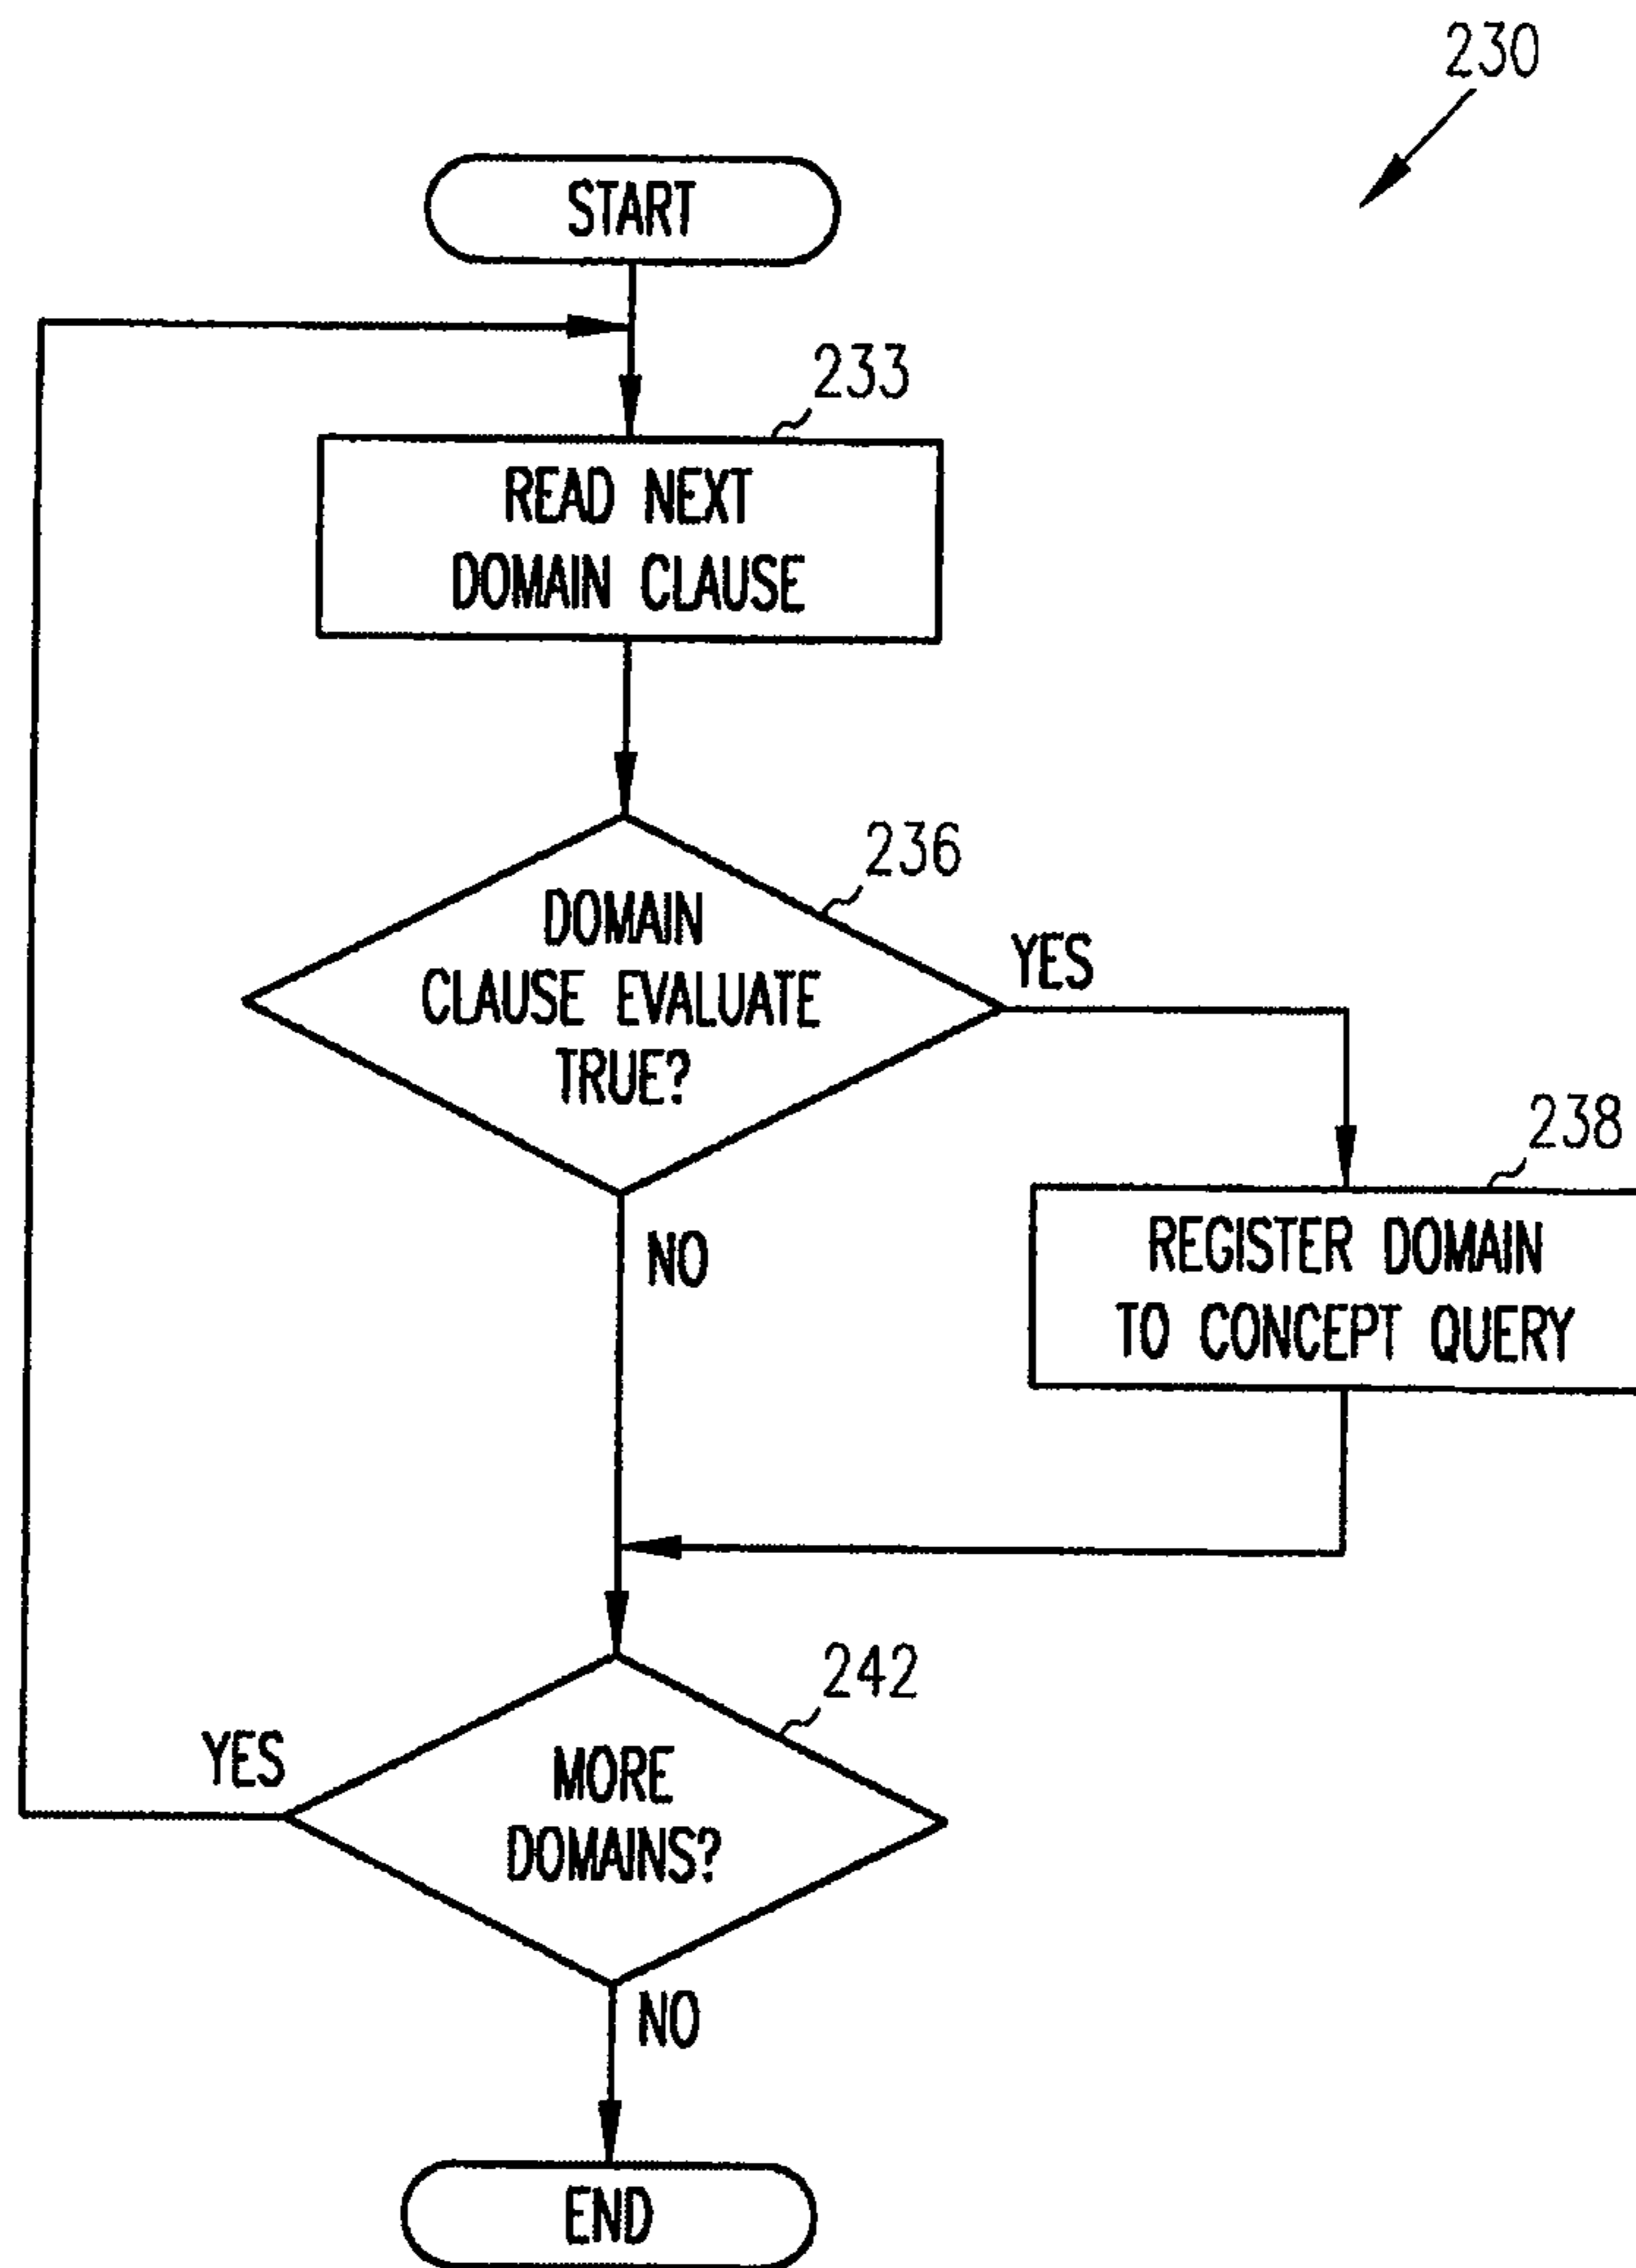 230
START
233
READ NEXT
DOMAIN CLAUSE
236
DOMAIN
CLAUSE EVALUATE
TRUE?
YES
238
REGISTER DOMAIN
TO CONCEPT QUERY
NO
242
YES
MORE
DOMAINS?
NO
END